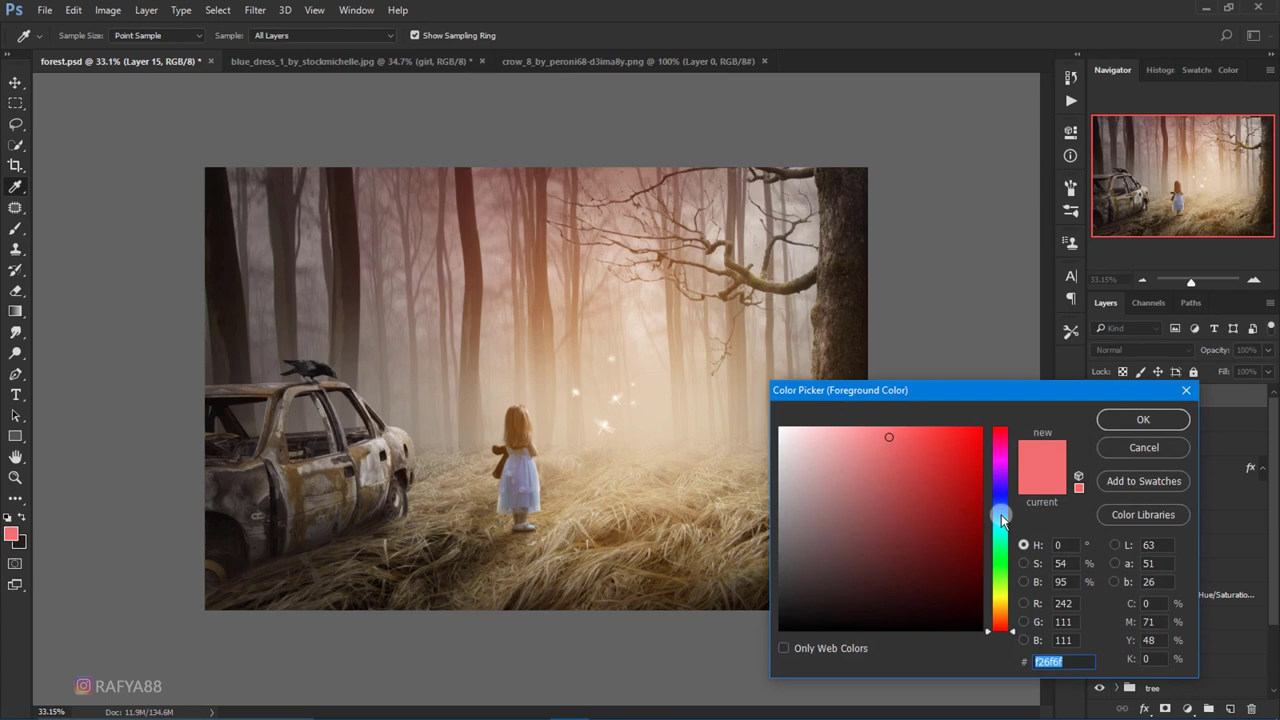 Ps File Edit Image Layer Type Select Filter 3D View Window Help
Sample Size: Point Sample Sample: All Layers Show Sampling Ring
forest.psd @ 33.1% (Layer 15, RGB/8) * × blue_dress_1_by_stockmichelle.jpg @ 34.7% (girl, RGB/8) * × crow_8_by_peroni68-d3ima8y.png @ 100% (Layer 0, RGB/8#) ×
Navigator Histogr Swatch Color
33.15%
Layers Channels Paths
Kind
Normal Opacity: 100%
Lock: Fill: 100%
Color Picker (Foreground Color)
new
current
OK
Cancel
Add to Swatches
Color Libraries
H: 0 °
S: 54 %
B: 95 %
R: 242
G: 111
B: 111
# f26f6f
L: 63
a: 51
b: 26
C: 0 %
M: 71 %
Y: 48 %
K: 0 %
Only Web Colors
fx
Hue/Saturatio...
tree
fx
RAFYA88
33.15% Doc: 11.9M/134.6M